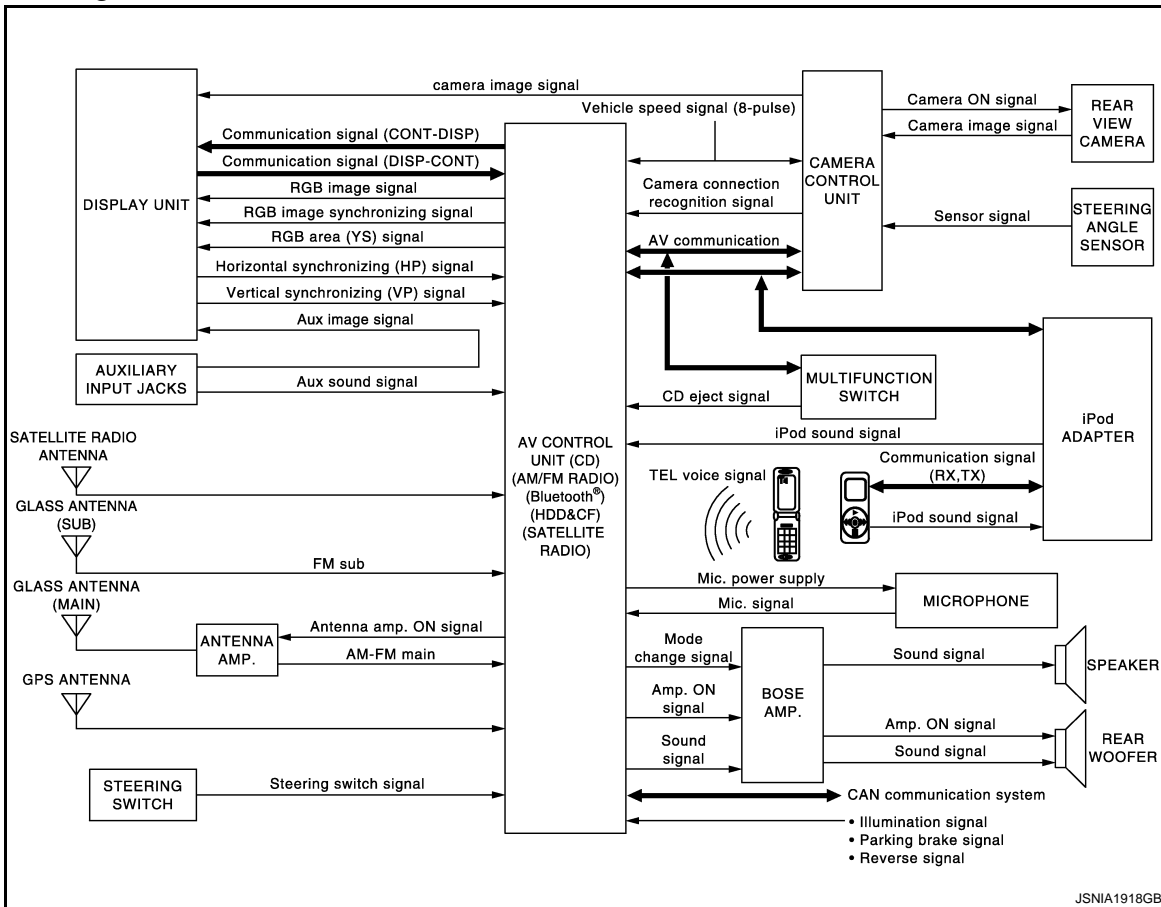 camera image signal
Vehicle speed signal (8-pulse)
Communication signal (CONT-DISP)
Communication signal (DISP-CONT)
RGB image signal
RGB image synchronizing signal
RGB area (YS) signal
Horizontal synchronizing (HP) signal
Vertical synchronizing (VP) signal
Aux image signal
DISPLAY UNIT
AUXILIARY
INPUT JACKS
Aux sound signal
SATELLITE RADIO
ANTENNA
GLASS ANTENNA
(SUB)
FM sub
GLASS ANTENNA
(MAIN)
ANTENNA
AMP.
Antenna amp. ON signal
AM-FM main
GPS ANTENNA
STEERING
SWITCH
Steering switch signal
AV CONTROL
UNIT (CD)
(AM/FM RADIO)
(Bluetooth®)
(HDD&CF)
(SATELLITE
RADIO)
Camera connection
recognition signal
AV communication
CAMERA
CONTROL
UNIT
Camera ON signal
Camera image signal
REAR
VIEW
CAMERA
Sensor signal
STEERING
ANGLE
SENSOR
MULTIFUNCTION
SWITCH
CD eject signal
iPod sound signal
iPod
ADAPTER
TEL voice signal
Communication signal
(RX,TX)
iPod sound signal
Mic. power supply
Mic. signal
MICROPHONE
Mode
change signal
Amp. ON
signal
Sound
signal
BOSE
AMP.
Sound signal
SPEAKER
Amp. ON signal
Sound signal
REAR
WOOFER
CAN communication system
• Illumination signal
• Parking brake signal
• Reverse signal
JSNIA1918GB